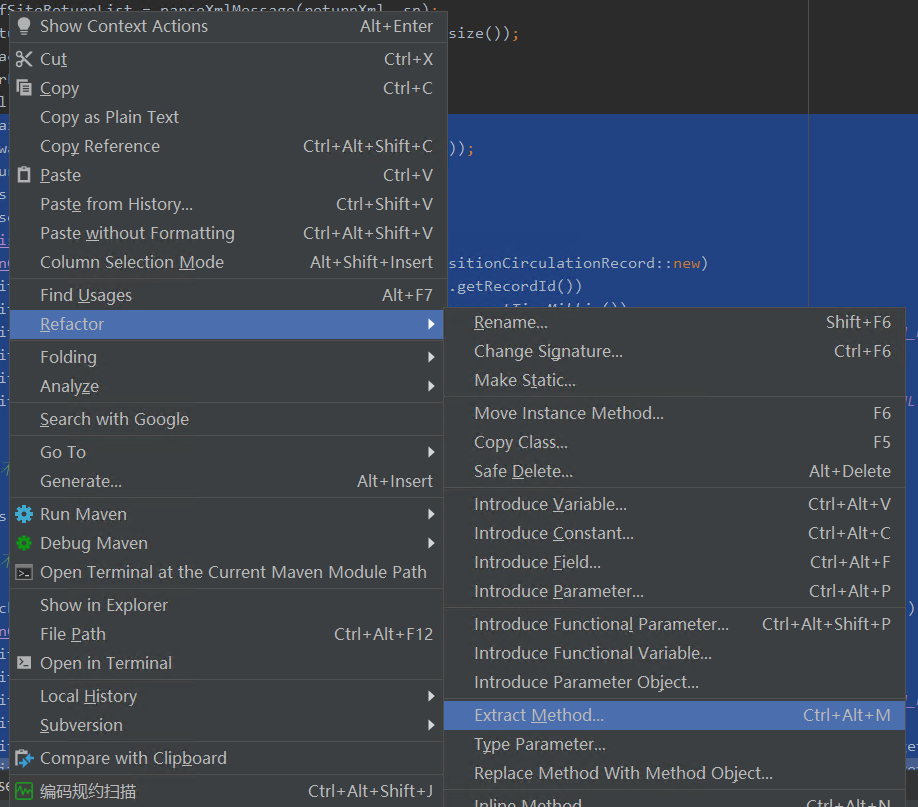 fSiteReturnList = parseXmlMessage(returnXml, sn);
Show Context Actions Alt+Enter
size());
Cut Ctrl+X
Copy Ctrl+C
Copy as Plain Text
Copy Reference Ctrl+Alt+Shift+C
));
Paste Ctrl+V
Paste from History... Ctrl+Shift+V
Paste without Formatting Ctrl+Alt+Shift+V
Column Selection Mode Alt+Shift+Insert
sitionCirculationRecord::new)
.getRecordId())
Find Usages Alt+F7
Refactor
Folding
Analyze
Search with Google
Go To
Generate... Alt+Insert
Run Maven
Debug Maven
Open Terminal at the Current Maven Module Path
Show in Explorer
File Path Ctrl+Alt+F12
Open in Terminal
Local History
Subversion
Compare with Clipboard
编码规约扫描 Ctrl+Alt+Shift+J
Rename... Shift+F6
Change Signature... Ctrl+F6
Make Static...
Move Instance Method... F6
Copy Class... F5
Safe Delete... Alt+Delete
Introduce Variable... Ctrl+Alt+V
Introduce Constant... Ctrl+Alt+C
Introduce Field... Ctrl+Alt+F
Introduce Parameter... Ctrl+Alt+P
Introduce Functional Parameter... Ctrl+Alt+Shift+P
Introduce Functional Variable...
Introduce Parameter Object...
Extract Method... Ctrl+Alt+M
Type Parameter...
Replace Method With Method Object...
Inline Method... Ctrl+Alt+N